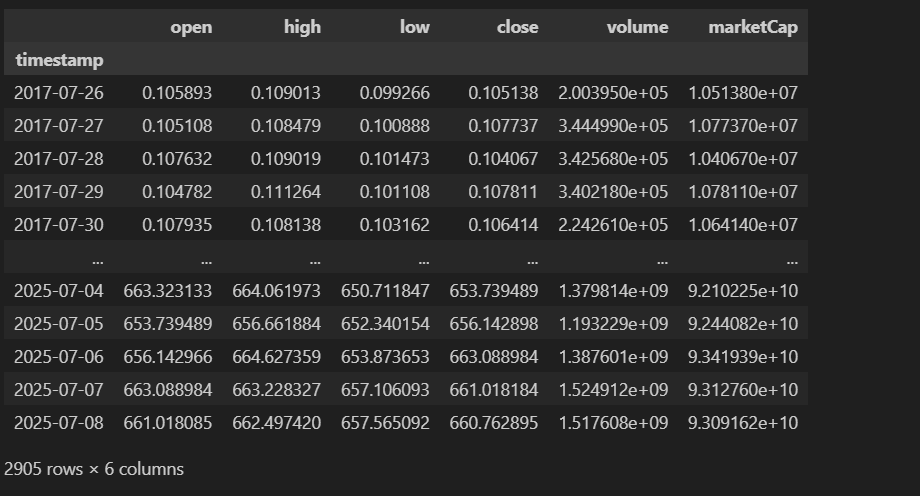 open high low close volume marketCap
timestamp
2017-07-26 0.105893 0.109013 0.099266 0.105138 2.003950e+05 1.051380e+07
2017-07-27 0.105108 0.108479 0.100888 0.107737 3.444990e+05 1.077370e+07
2017-07-28 0.107632 0.109019 0.101473 0.104067 3.425680e+05 1.040670e+07
2017-07-29 0.104782 0.111264 0.101108 0.107811 3.402180e+05 1.078110e+07
2017-07-30 0.107935 0.108138 0.103162 0.106414 2.242610e+05 1.064140e+07
... ... ... ... ... ... ...
2025-07-04 663.323133 664.061973 650.711847 653.739489 1.379814e+09 9.210225e+10
2025-07-05 653.739489 656.661884 652.340154 656.142898 1.193229e+09 9.244082e+10
2025-07-06 656.142966 664.627359 653.873653 663.088984 1.387601e+09 9.341939e+10
2025-07-07 663.088984 663.228327 657.106093 661.018184 1.524912e+09 9.312760e+10
2025-07-08 661.018085 662.497420 657.565092 660.762895 1.517608e+09 9.309162e+10
2905 rows × 6 columns